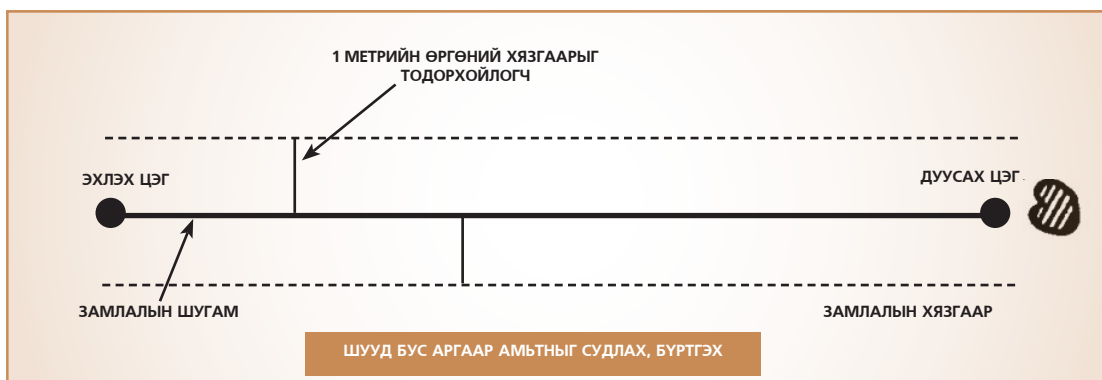 1 МЕТРИЙН ӨРГӨНИЙ ХЯЗГААРЫГ
ТОДОРХОЙЛОГЧ
ЭХЛЭХ ЦЭГ
ДУУСАХ ЦЭГ
ЗАМЛАЛЫН ШУГАМ
ЗАМЛАЛЫН ХЯЗГААР
ШУУД БУС АРГААР АМЬТНЫГ СУДЛАХ, БҮРТГЭХ